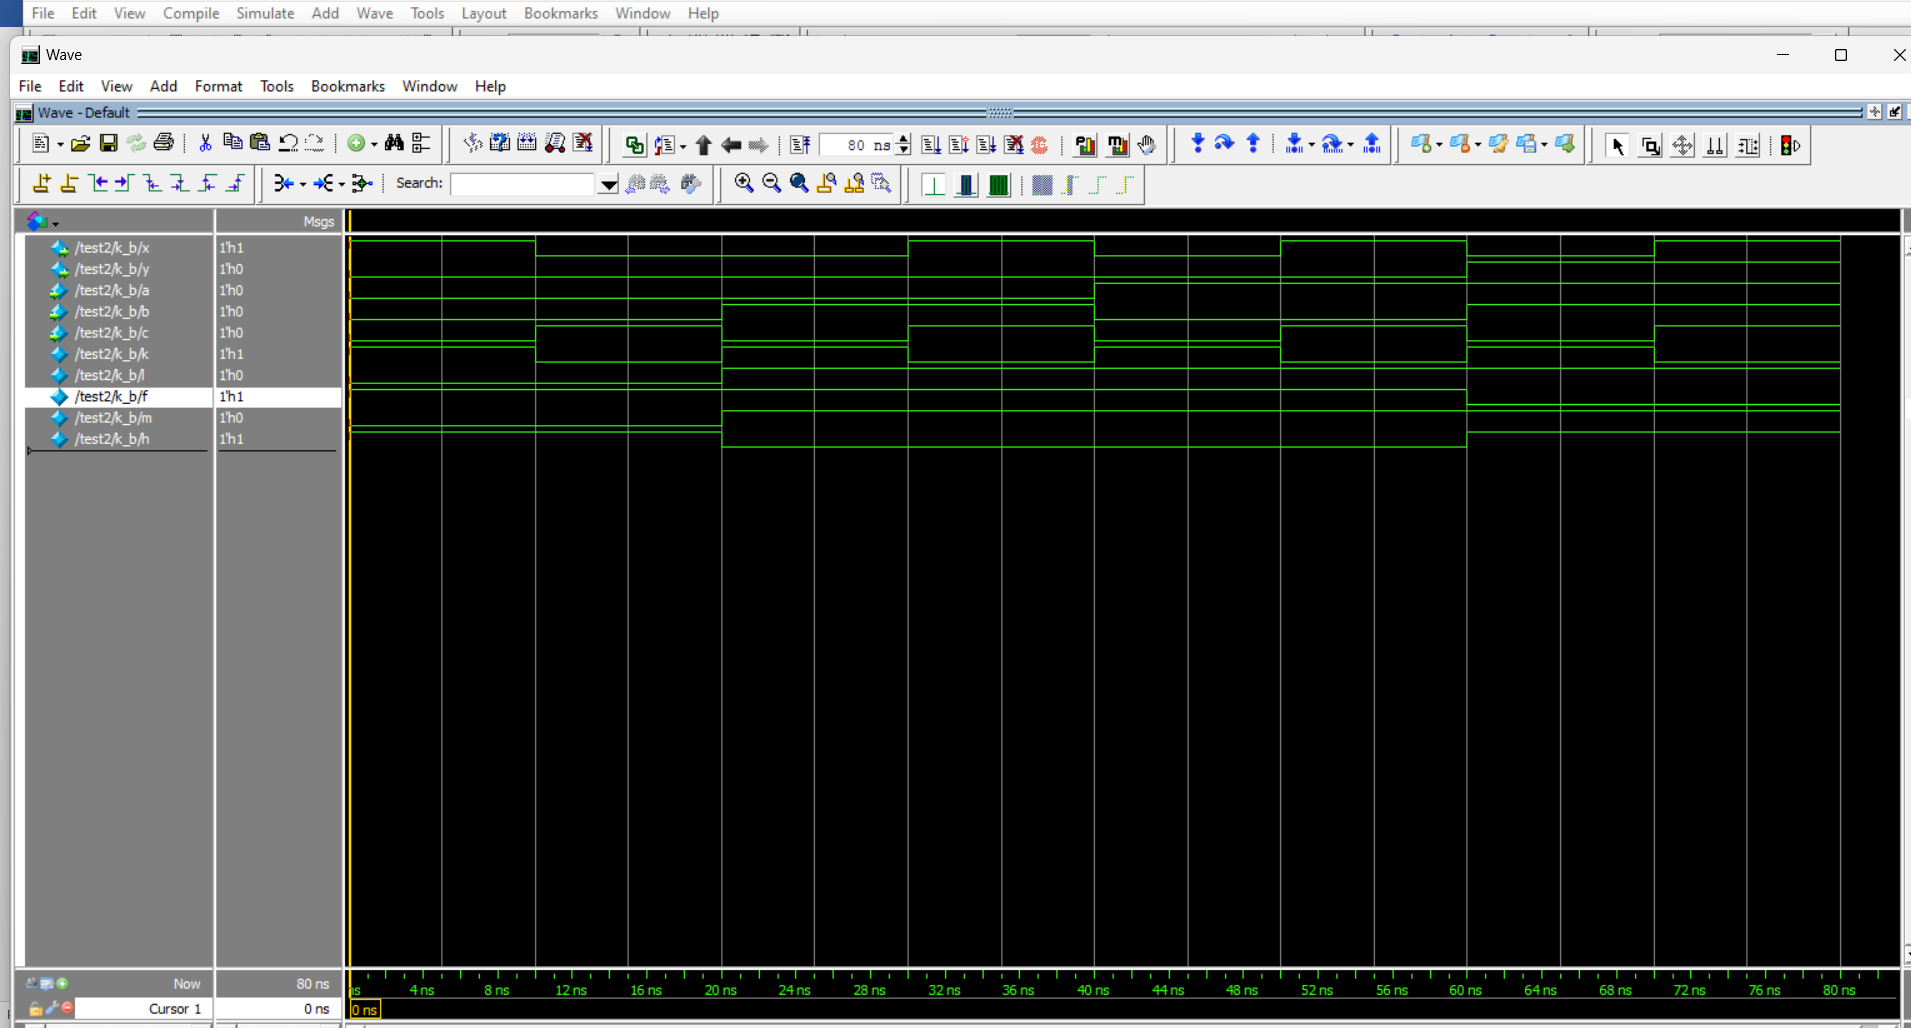 File Edit View Compile Simulate Add Wave Tools Layout Bookmarks Window Help
Wave
File Edit View Add Format Tools Bookmarks Window Help
Wave - Default
80 ns
Search:
Msgs
/test2/k_b/x 1'h1
/test2/k_b/y 1'h0
/test2/k_b/a 1'h0
/test2/k_b/b 1'h0
/test2/k_b/c 1'h0
/test2/k_b/k 1'h1
/test2/k_b/l 1'h0
/test2/k_b/f 1'h1
/test2/k_b/m 1'h0
/test2/k_b/h 1'h1
Now 80 ns ns 4 ns 8 ns 12 ns 16 ns 20 ns 24 ns 28 ns 32 ns 36 ns 40 ns 44 ns 48 ns 52 ns 56 ns 60 ns 64 ns 68 ns 72 ns 76 ns 80 ns
Cursor 1 0 ns 0 ns